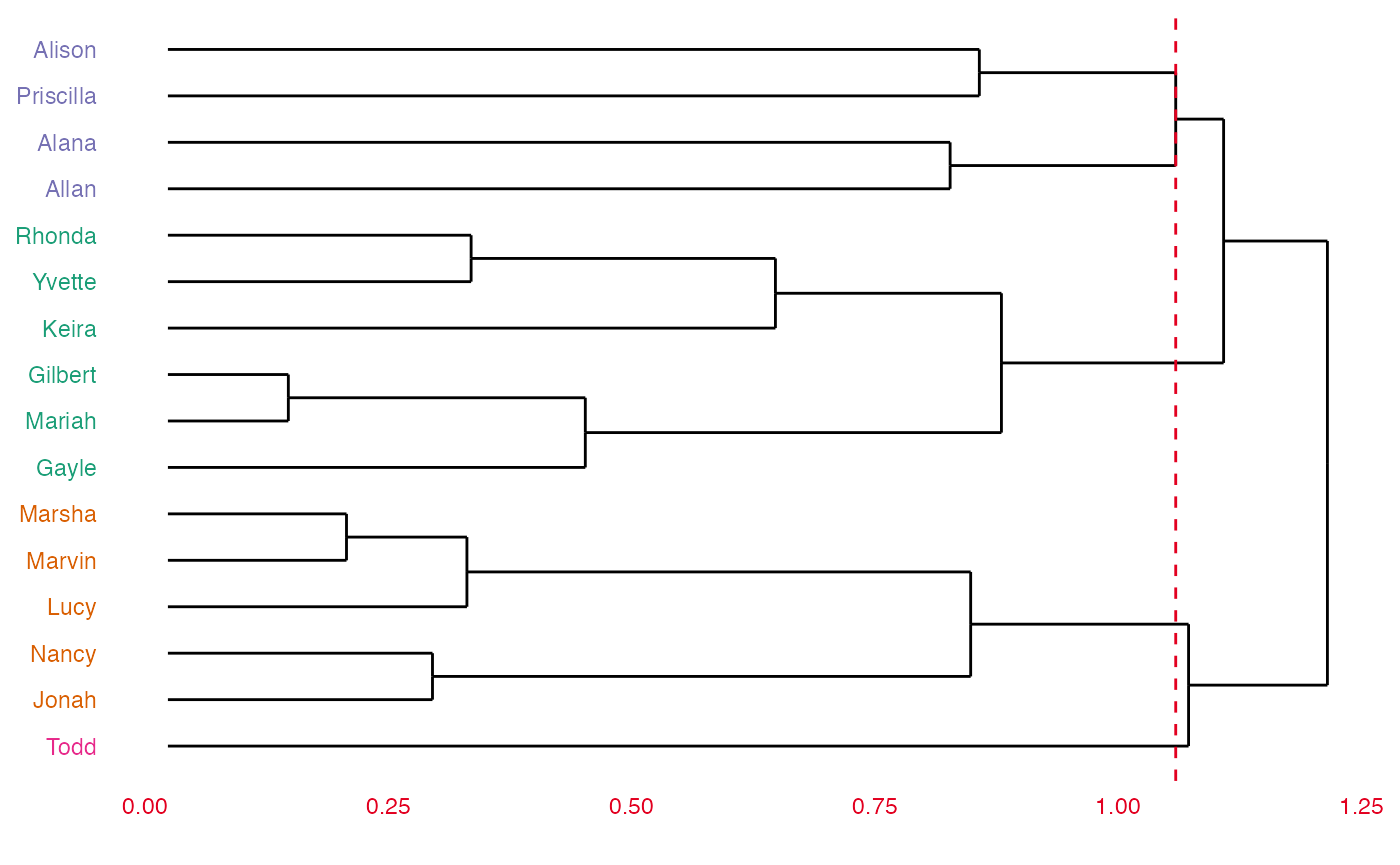 Alison
Priscilla
Alana
Allan
Rhonda
Yvette
Keira
Gilbert
Mariah
Gayle
Marsha
Marvin
Lucy
Nancy
Jonah
Todd
0.00 0.25 0.50 0.75 1.00 1.25